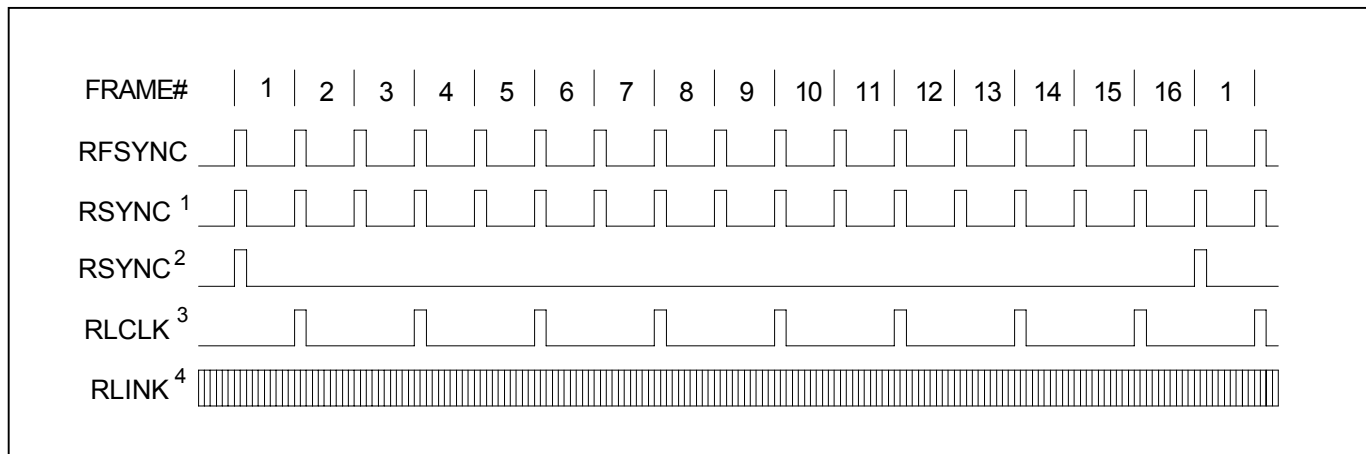 FRAME# 1 2 3 4 5 6 7 8 9 10 11 12 13 14 15 16 1
RFSYNC
RSYNC 1
RSYNC 2
RLCLK 3
RLINK 4